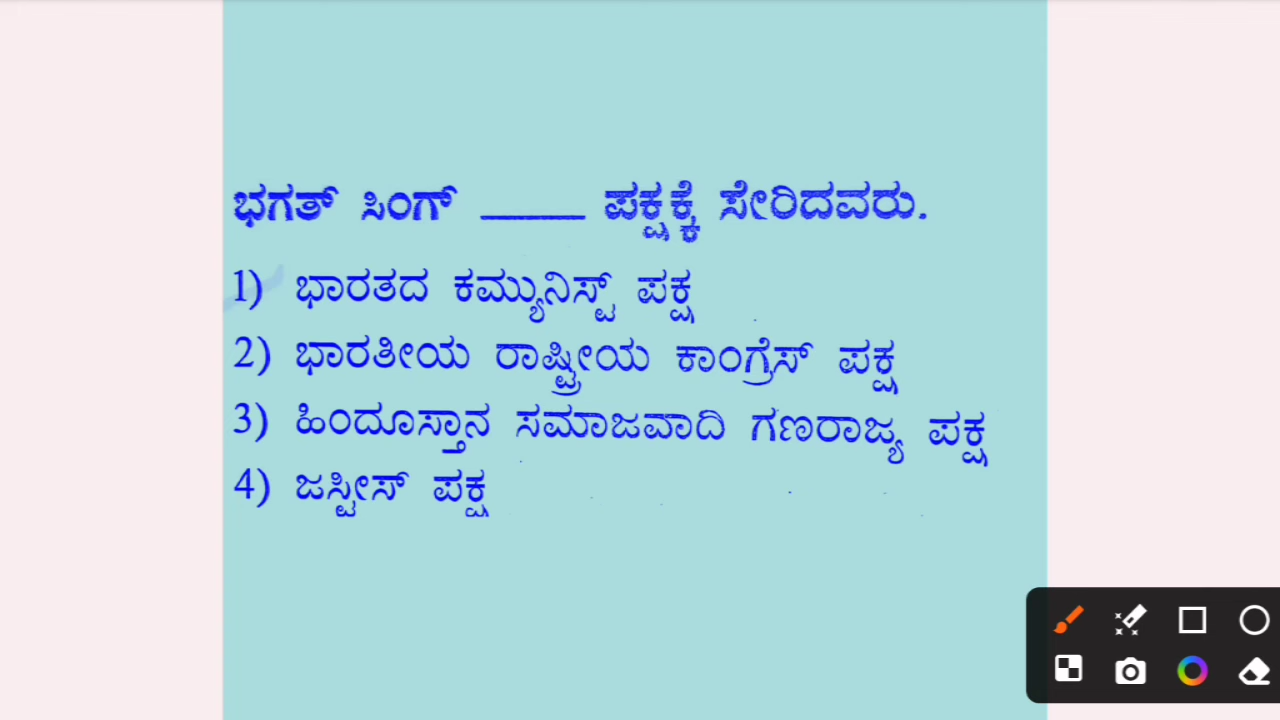 ಭಗತ್ ಸಿಂಗ್ _____ ಪಕ್ಷಕ್ಕೆ ಸೇರಿದವರು.
1) ಭಾರತದ ಕಮ್ಯುನಿಸ್ಟ್ ಪಕ್ಷ
2) ಭಾರತೀಯ ರಾಷ್ಟ್ರೀಯ ಕಾಂಗ್ರೆಸ್ ಪಕ್ಷ
3) ಹಿಂದೂಸ್ತಾನ ಸಮಾಜವಾದಿ ಗಣರಾಜ್ಯ ಪಕ್ಷ
4) ಜಸ್ಟೀಸ್ ಪಕ್ಷ